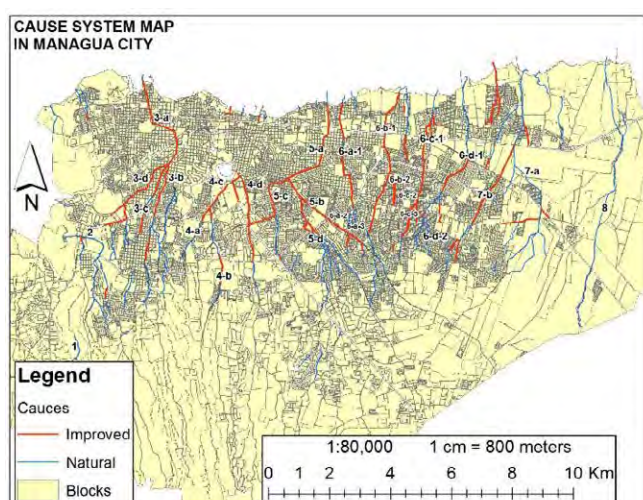 CAUSE SYSTEM MAP
IN MANAGUA CITY
3-a
5-a
6-a-1
6-b-1
6-c-1
6-d-1
3-d
3-b
4-c
4-d
3-c
5-c
5-b
6-b-2
7-a
7-b
2
4-a
5-d
6-d-2
8
4-b
1
N
Legend
Cauces
Improved
Natural
Blocks
1:80,000 1 cm = 800 meters
0 1 2 4 6 8 10 Km